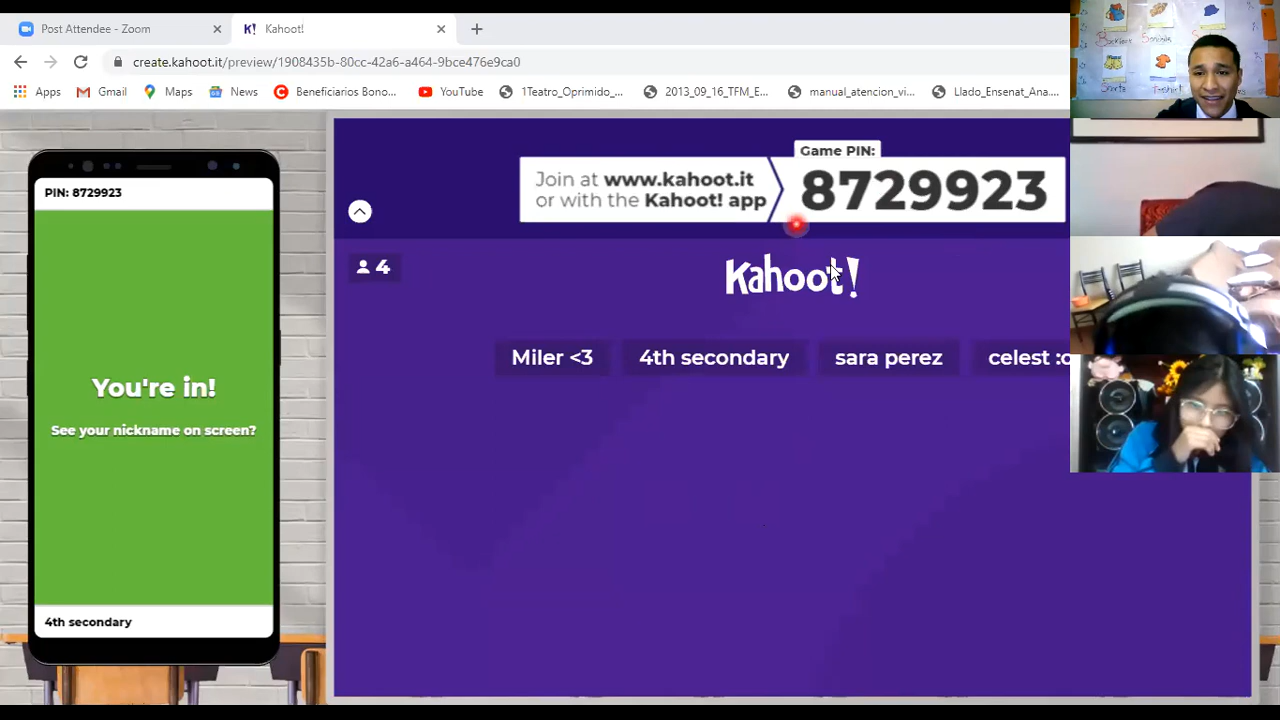 Post Attendee - Zoom
K! Kahoot!
create.kahoot.it/preview/1908435b-80cc-42a6-a464-9bce476e9ca0
Apps Gmail Maps News Beneficiarios Bono... YouTube 1Teatro_Oprimido_... 2013_09_16_TFM_E... manual_atencion_vi... Llado_Ensenat_Ana....
PIN: 8729923
You're in!
See your nickname on screen?
4th secondary
Join at www.kahoot.it
or with the Kahoot! app
Game PIN:
8729923
4
Kahoot!
Miler <3 4th secondary sara perez celest :c